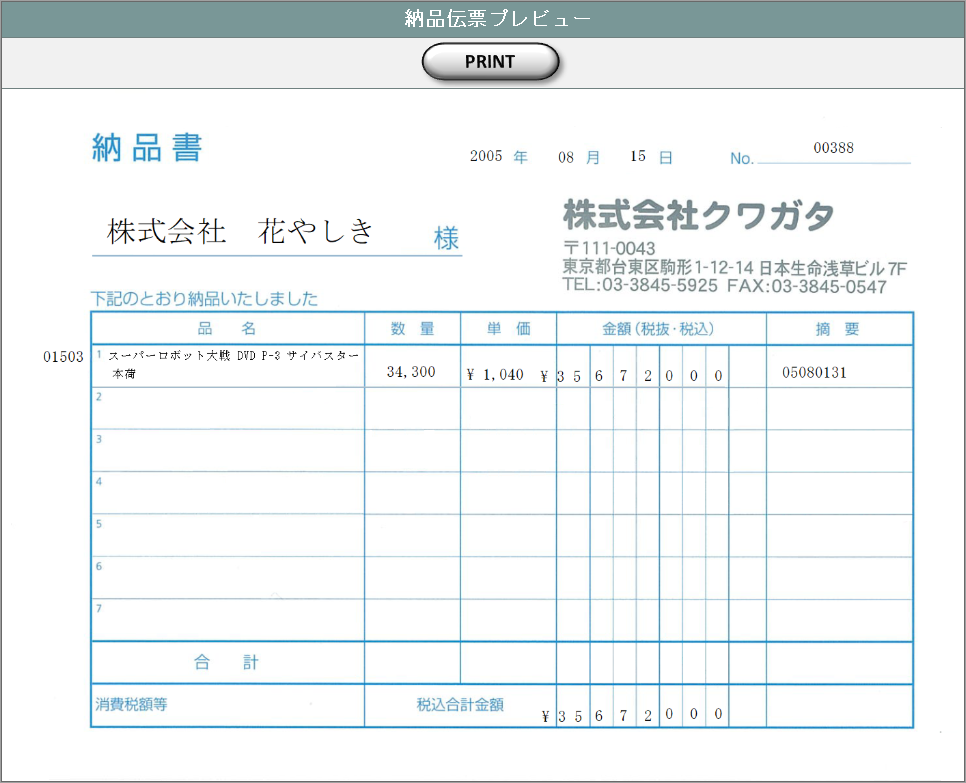 納品伝票プレビュー
PRINT
納品書
2005 年 08 月 15 日 No. 00388
株式会社 花やしき 様
株式会社クワガタ
〒111-0043
東京都台東区駒形1-12-14 日本生命浅草ビル7F
TEL:03-3845-5925 FAX:03-3845-0547
下記のとおり納品いたしました
品 名 数 量 単 価 金額(税抜・税込) 摘 要
01503 1 スーパーロボット大戦 DVD P-3 サイバスター
本荷 34,300 ¥ 1,040 ¥ 3 5 6 7 2 0 0 0 05080131
2
3
4
5
6
7
合 計
消費税額等 税込合計金額 ¥ 3 5 6 7 2 0 0 0